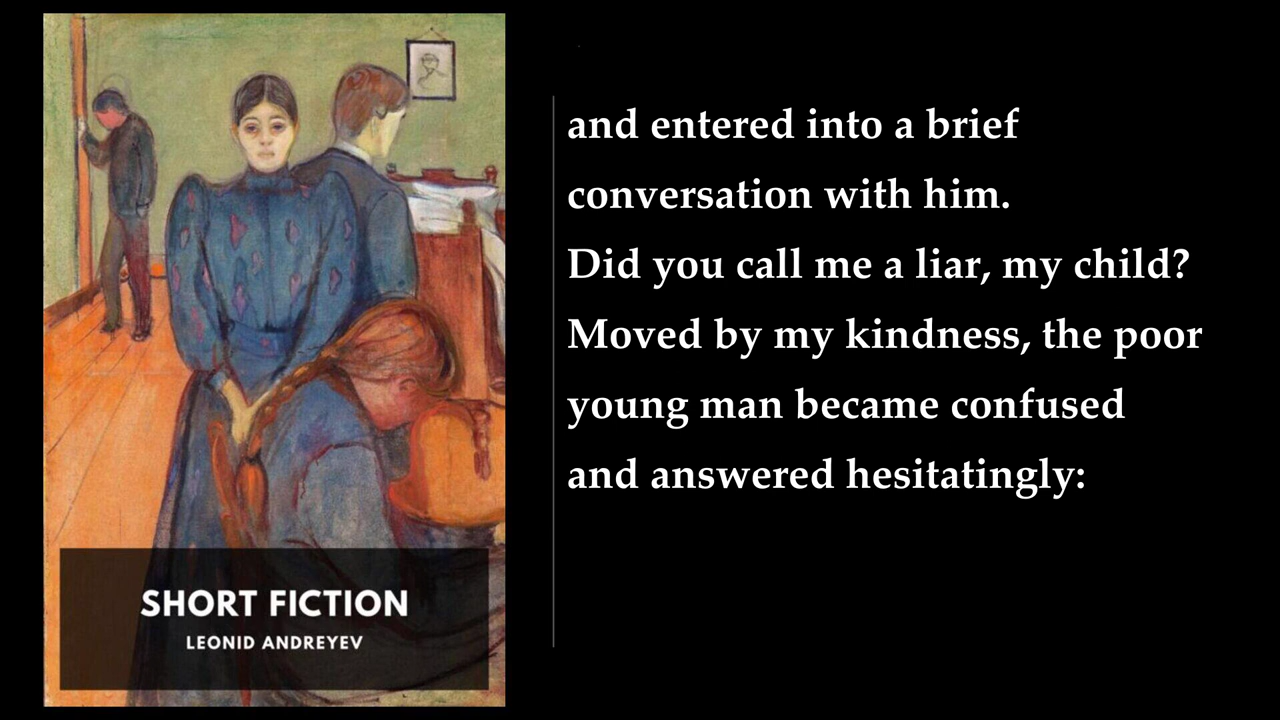 SHORT FICTION
LEONID ANDREYEV
and entered into a brief
conversation with him.
Did you call me a liar, my child?
Moved by my kindness, the poor
young man became confused
and answered hesitatingly: